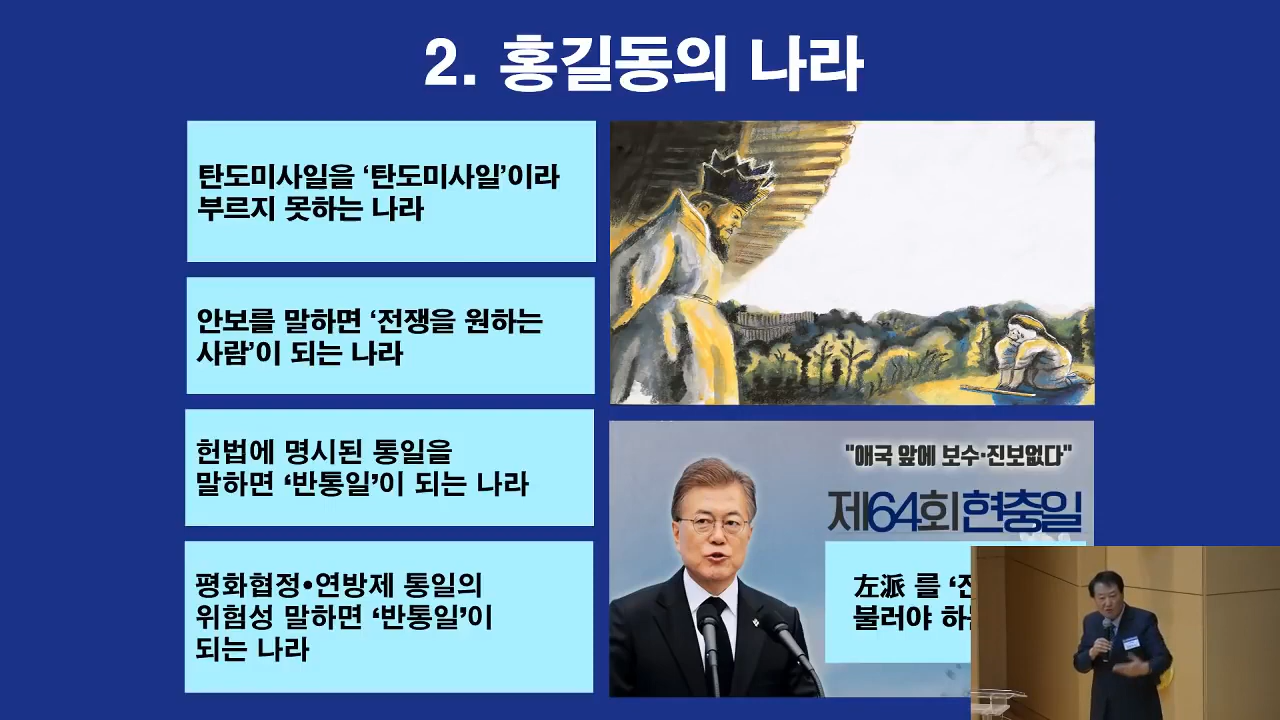 2. 홍길동의 나라
탄도미사일을 ‘탄도미사일’이라
부르지 못하는 나라
안보를 말하면 ‘전쟁을 원하는
사람’이 되는 나라
헌법에 명시된 통일을
말하면 ‘반통일’이 되는 나라
평화협정•연방제 통일의
위험성 말하면 ‘반통일’이
되는 나라
"애국 앞에 보수·진보없다"
제64회 현충일
左派 를
불러야